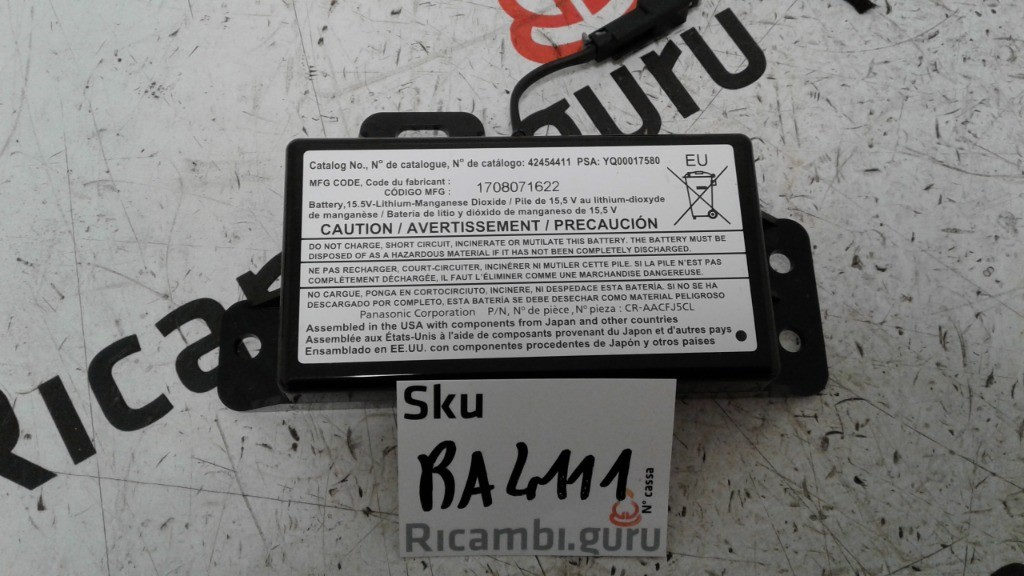 guru
Ricar
Catalog No., N° de catalogue, N° de catálogo: 42454411 PSA: YQ00017580
EU
MFG CODE, Code du fabricant :
CÓDIGO MFG :
1708071622
Battery,15.5V-Lithium-Manganese Dioxide / Pile de 15,5 V au lithium-dioxyde
de manganèse / Bateria de litio y dióxido de manganeso de 15,5 V
CAUTION / AVERTISSEMENT / PRECAUCIÓN
DO NOT CHARGE, SHORT CIRCUIT, INCINERATE OR MUTILATE THIS BATTERY. THE BATTERY MUST BE
DISPOSED OF AS A HAZARDOUS MATERIAL IF IT HAS NOT BEEN COMPLETELY DISCHARGED.
NE PAS RECHARGER, COURT-CIRCUITER, INCINÉRER NI MUTILER CETTE PILE. SI LA PILE N'EST PAS
COMPLÈTEMENT DÉCHARGÉE, IL FAUT L'ÉLIMINER COMME UNE MARCHANDISE DANGEREUSE.
NO CARGUE, PONGA EN CORTOCIRCUITO, INCINERE, NI DESPEDACE ESTA BATERÍA. SI NO SE HA
DESCARGADO POR COMPLETO, ESTA BATERÍA SE DEBE DESECHAR COMO MATERIAL PELIGROSO
Panasonic Corporation P/N, N° de pièce, N° pieza : CR-AACFJ5CL
Assembled in the USA with components from Japan and other countries
Assemblée aux États-Unis à l'aide de composants provenant du Japon et d'autres pays
Ensamblado en EE.UU. con componentes procedentes de Japón y otros paises
Sku
RA4111
N° cassa
Ricambi.guru